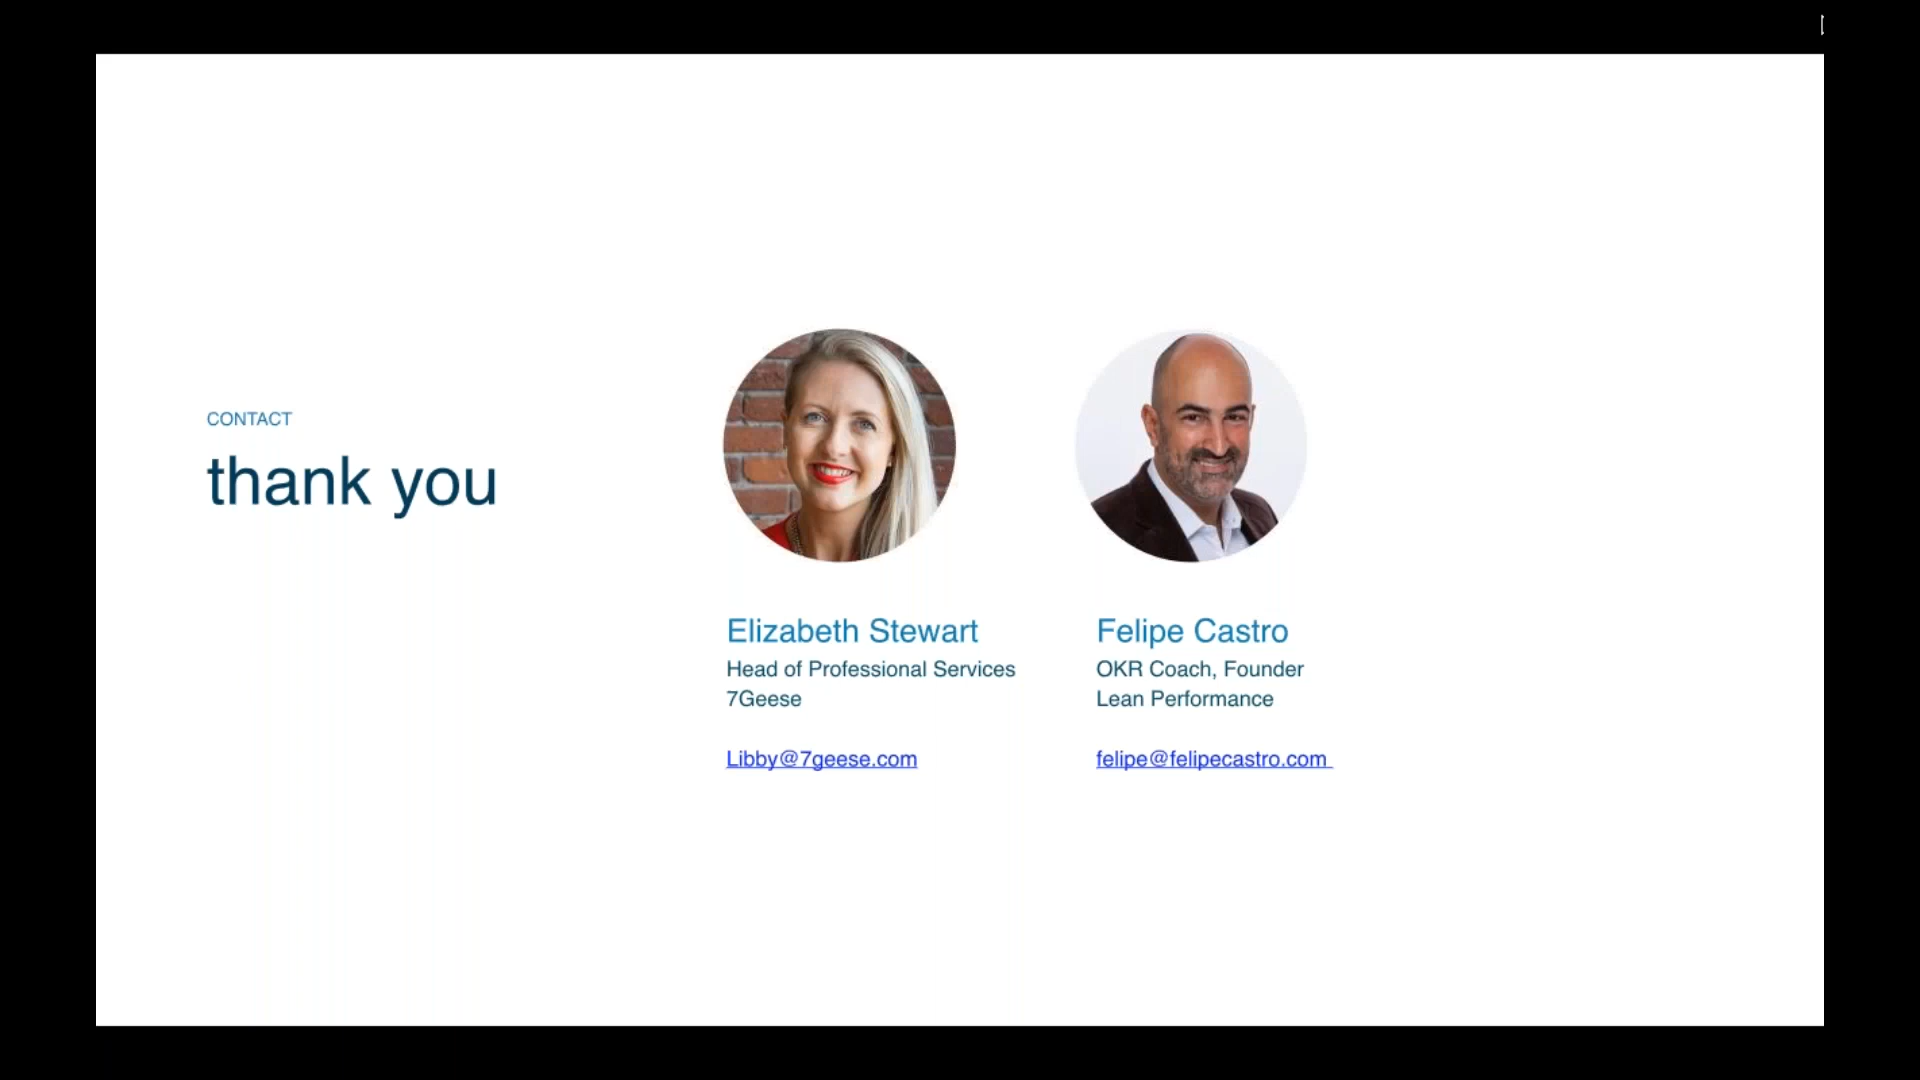 CONTACT
thank you
Elizabeth Stewart
Head of Professional Services
7Geese
Libby@7geese.com
Felipe Castro
OKR Coach, Founder
Lean Performance
felipe@felipecastro.com